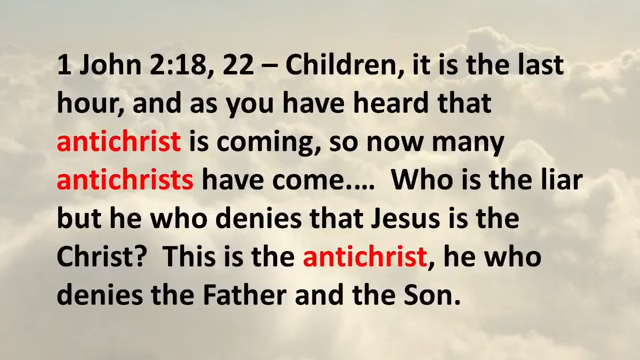 1 John 2:18, 22 – Children, it is the last
hour, and as you have heard that
antichrist is coming, so now many
antichrists have come.…  Who is the liar
but he who denies that Jesus is the
Christ?  This is the antichrist, he who
denies the Father and the Son.